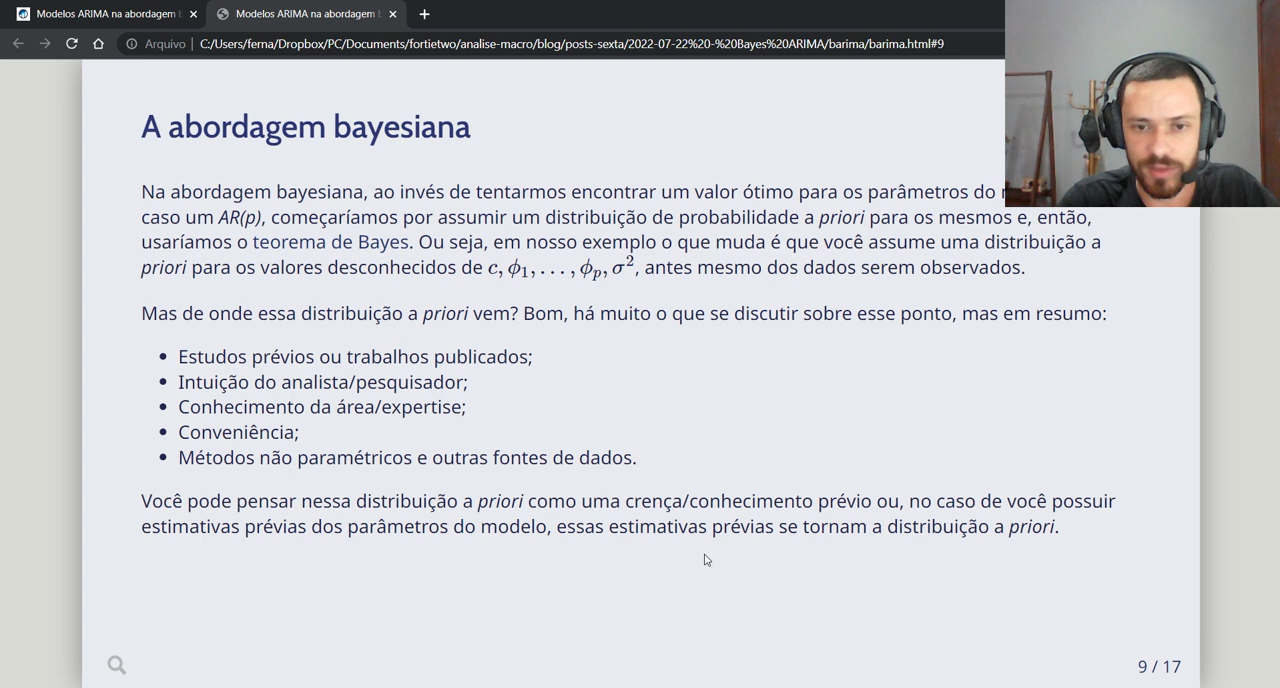 Modelos ARIMA na abordagem
Modelos ARIMA na abordagem
Arquivo
C:/Users/ferna/Dropbox/PC/Documents/fortietwo/analise-macro/blog/posts-sexta/2022-07-22%20-%20Bayes%20ARIMA/barima/barima.html#9
A abordagem bayesiana
Na abordagem bayesiana, ao invés de tentarmos encontrar um valor ótimo para os parâmetros do
caso um AR(p), começaríamos por assumir um distribuição de probabilidade a priori para os mesmos e, então,
usaríamos o teorema de Bayes. Ou seja, em nosso exemplo o que muda é que você assume uma distribuição a
priori para os valores desconhecidos de c, ϕ₁, . . . , ϕₚ, σ², antes mesmo dos dados serem observados.
Mas de onde essa distribuição a priori vem? Bom, há muito o que se discutir sobre esse ponto, mas em resumo:
• Estudos prévios ou trabalhos publicados;
• Intuição do analista/pesquisador;
• Conhecimento da área/expertise;
• Conveniência;
• Métodos não paramétricos e outras fontes de dados.
Você pode pensar nessa distribuição a priori como uma crença/conhecimento prévio ou, no caso de você possuir
estimativas prévias dos parâmetros do modelo, essas estimativas prévias se tornam a distribuição a priori.
9 / 17